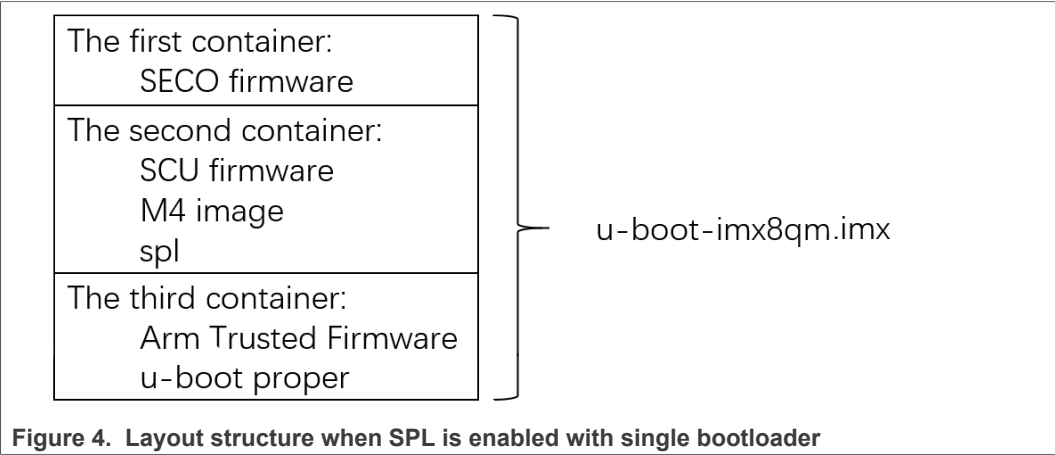 The first container:
SECO firmware
The second container:
SCU firmware
M4 image
spl
The third container:
Arm Trusted Firmware
u-boot proper
u-boot-imx8qm.imx
Figure 4. Layout structure when SPL is enabled with single bootloader